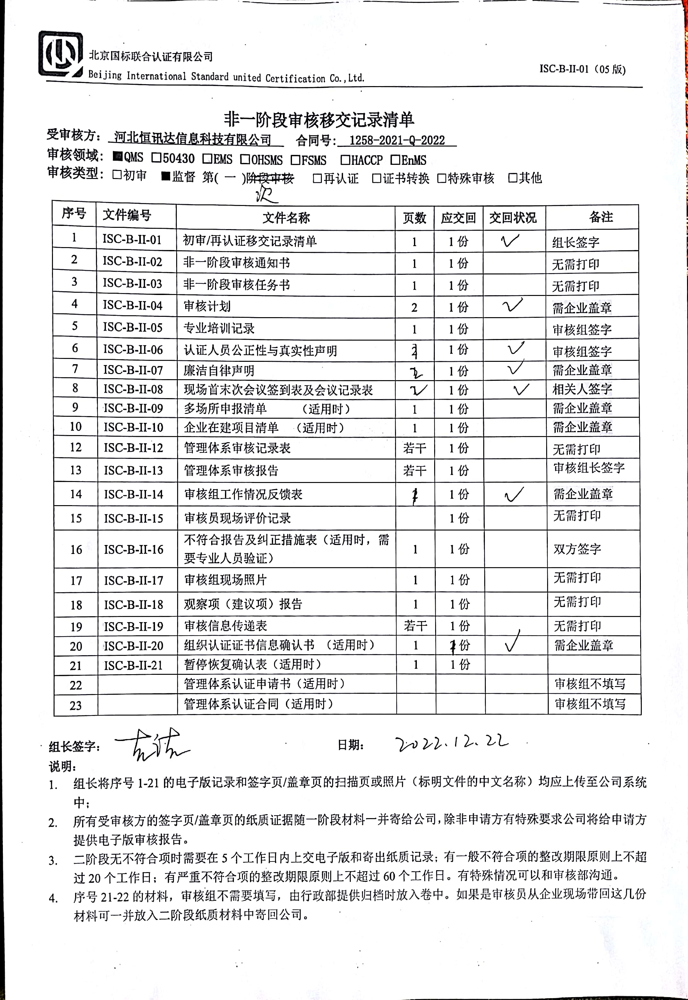 北京国标联合认证有限公司
Beijing International Standard united Certification Co.,Ltd.
ISC-B-II-01（05 版)
非一阶段审核移交记录清单
受审核方： 河北恒讯达信息科技有限公司 合同号： 1258-2021-Q-2022
审核领域：■QMS □50430 □EMS □OHSMS □FSMS □HACCP □EnMS
审核类型：□初审 ■监督 第( 一 )阶段审核 □再认证 □证书转换 □特殊审核 □其他
次
序号 文件编号 文件名称 页数 应交回 交回状况 备注
1 ISC-B-II-01 初审/再认证移交记录清单 1 1 份 ✓ 组长签字
2 ISC-B-II-02 非一阶段审核通知书 1 1 份 无需打印
3 ISC-B-II-03 非一阶段审核任务书 1 1 份 无需打印
4 ISC-B-II-04 审核计划 2 1 份 ✓ 需企业盖章
5 ISC-B-II-05 专业培训记录 1 1 份 审核组签字
6 ISC-B-II-06 认证人员公正性与真实性声明 1 份 ✓ 审核组签字
7 ISC-B-II-07 廉洁自律声明 2 1 份 ✓ 需企业盖章
8 ISC-B-II-08 现场首末次会议签到表及会议记录表 2 1 份 ✓ 相关人签字
9 ISC-B-II-09 多场所申报清单 （适用时） 1 1 份 需企业盖章
10 ISC-B-II-10 企业在建项目清单 （适用时） 1 1 份 需企业盖章
12 ISC-B-II-12 管理体系审核记录表 若干 1 份 无需打印
13 ISC-B-II-13 管理体系审核报告 若干 1 份 审核组长签字
14 ISC-B-II-14 审核组工作情况反馈表 1 份 ✓ 需企业盖章
15 ISC-B-II-15 审核员现场评价记录 1 份 无需打印
16 ISC-B-II-16 不符合报告及纠正措施表（适用时，需 1 1 份 双方签字
要专业人员验证）
17 ISC-B-II-17 审核组现场照片 1 1 份 无需打印
18 ISC-B-II-18 观察项（建议项）报告 1 1 份 无需打印
19 ISC-B-II-19 审核信息传递表 若干 1 份 无需打印
20 ISC-B-II-20 组织认证证书信息确认书 （适用时） 1 份 ✓ 需企业盖章
21 ISC-B-II-21 暂停恢复确认表（适用时） 1 1 份
22 管理体系认证申请书（适用时） 审核组不填写
23 管理体系认证合同（适用时） 审核组不填写
组长签字： 日期： 2022.12.22
说明：
1. 组长将序号 1-21 的电子版记录和签字页/盖章页的扫描页或照片（标明文件的中文名称）均应上传至公司系统
中；
2. 所有受审核方的签字页/盖章页的纸质证据随一阶段材料一并寄给公司，除非申请方有特殊要求公司将给申请方
提供电子版审核报告。
3. 二阶段无不符合项时需要在 5 个工作日内上交电子版和寄出纸质记录；有一般不符合项的整改期限原则上不超
过 20 个工作日；有严重不符合项的整改期限原则上不超过 60 个工作日。有特殊情况可以和审核部沟通。
4. 序号 21-22 的材料，审核组不需要填写，由行政部提供归档时放入卷中。如果是审核员从企业现场带回这几份
材料可一并放入二阶段纸质材料中寄回公司。